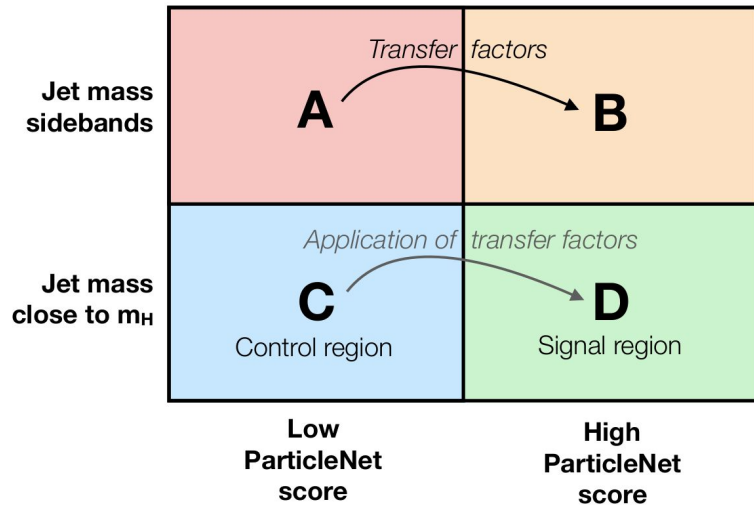 Transfer factors
Jet mass
sidebands
A
B
Application of transfer factors
Jet mass
close to mH
C
D
Control region
Signal region
Low
ParticleNet
score
High
ParticleNet
score